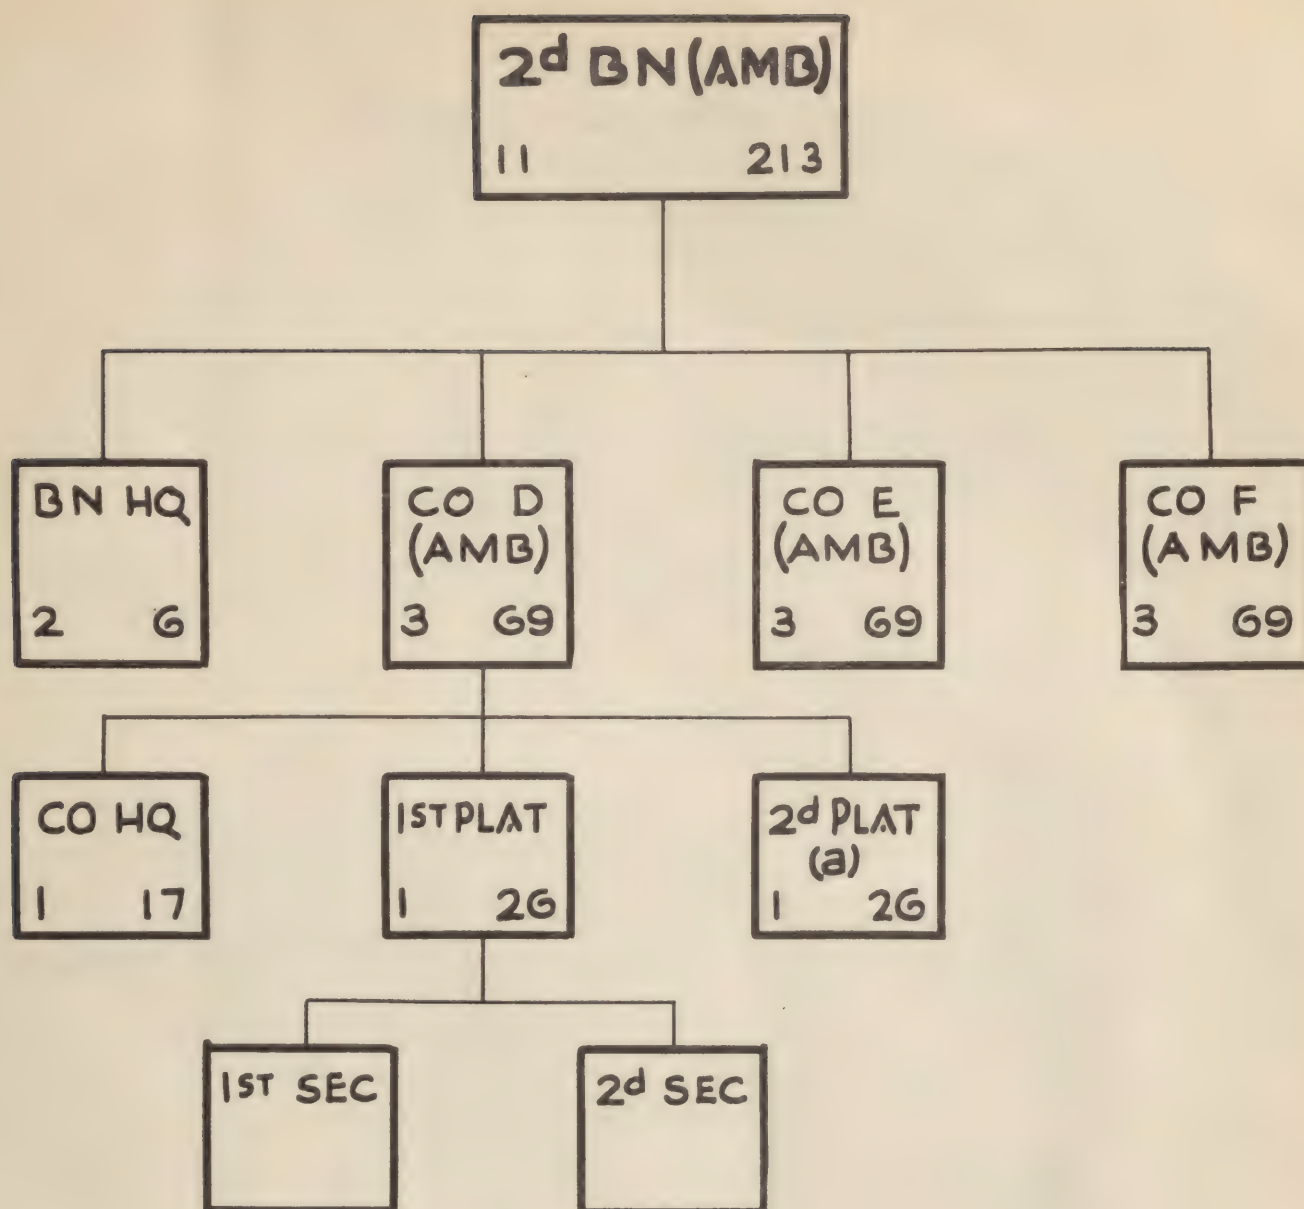 2d BN (AMB)
11 213
BN HQ
2 6
CO D
(AMB)
3 69
CO E
(AMB)
3 69
CO F
(AMB)
3 69
CO HQ
1 17
1ST PLAT
1 26
2d PLAT
(a)
1 26
1ST SEC
2d SEC